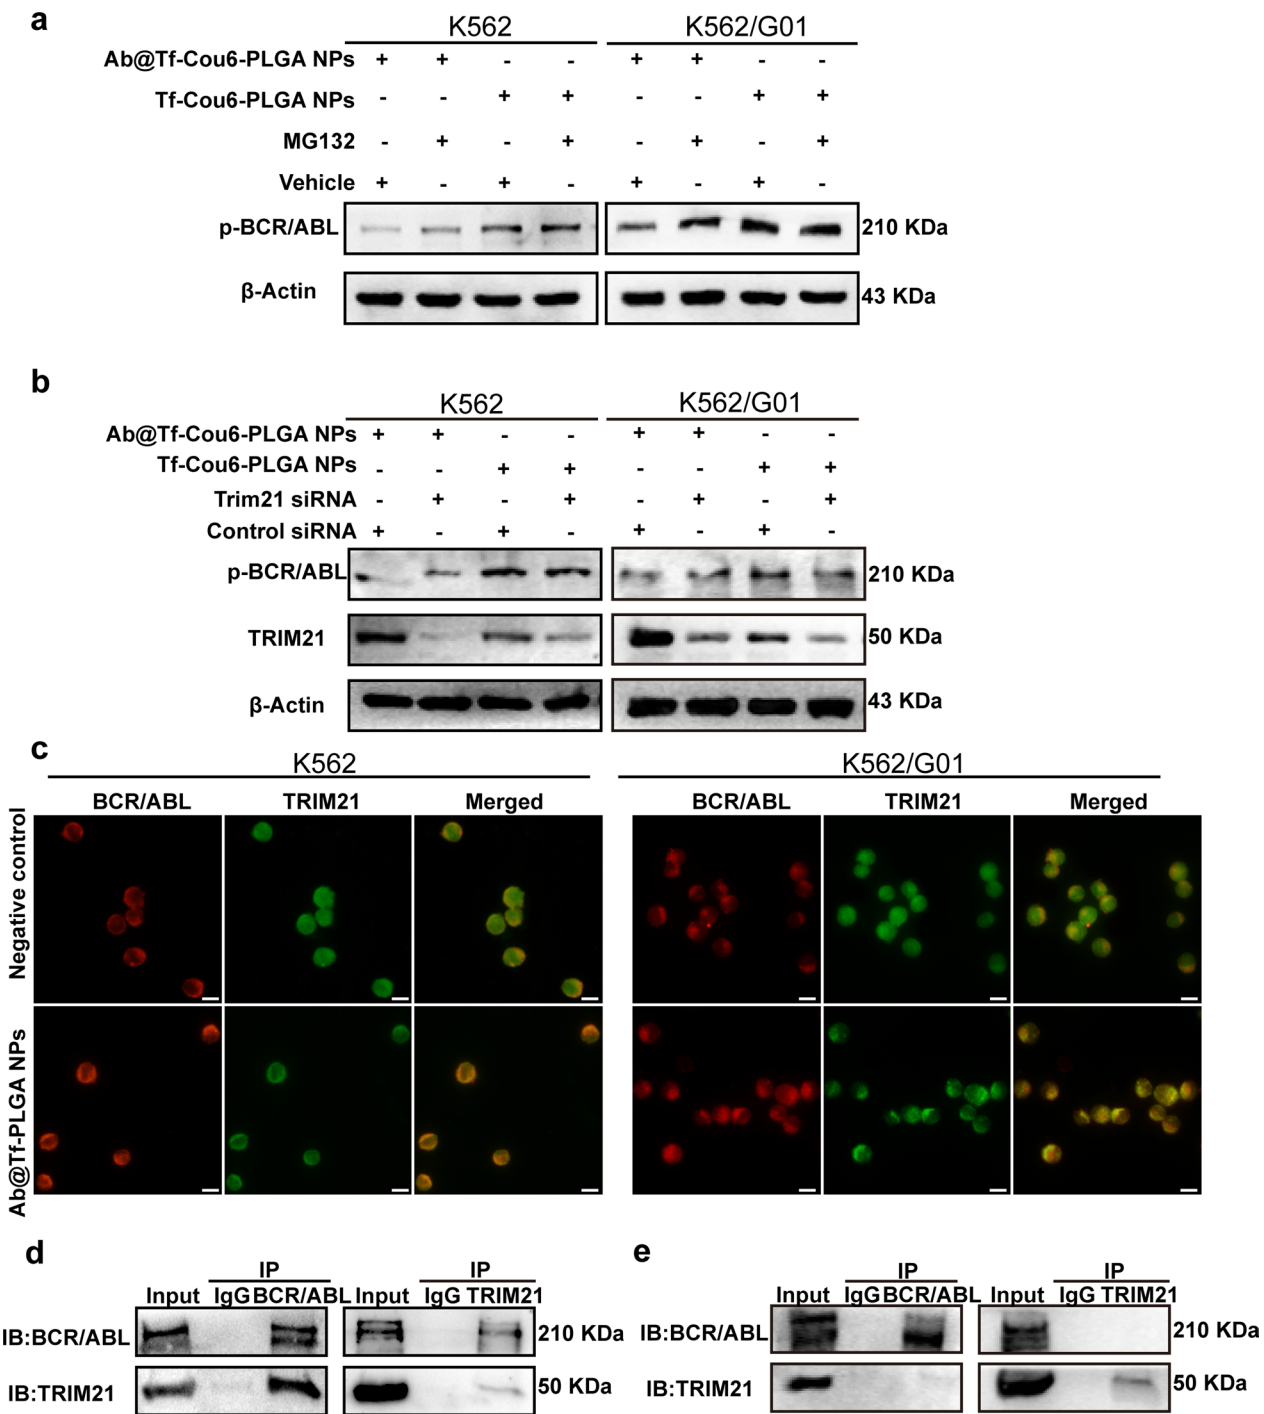 a
K562 K562/G01
Ab@Tf-Cou6-PLGA NPs + + - - + + - -
Tf-Cou6-PLGA NPs - - + + - - + +
MG132 - + - + - + - +
Vehicle + - + - + - + -
p-BCR/ABL 210 KDa
β-Actin 43 KDa
b
K562 K562/G01
Ab@Tf-Cou6-PLGA NPs + + - - + + - -
Tf-Cou6-PLGA NPs - - + + - - + +
Trim21 siRNA - + - + - + - +
Control siRNA + - + - + - + -
p-BCR/ABL 210 KDa
TRIM21 50 KDa
β-Actin 43 KDa
c
K562 K562/G01
BCR/ABL TRIM21 Merged BCR/ABL TRIM21 Merged
Negative control
Ab@Tf-PLGA NPs
d
IP IP
Input IgG BCR/ABL Input IgG TRIM21
IB:BCR/ABL 210 KDa
IB:TRIM21 50 KDa
e
IP IP
Input IgG BCR/ABL Input IgG TRIM21
IB:BCR/ABL 210 KDa
IB:TRIM21 50 KDa